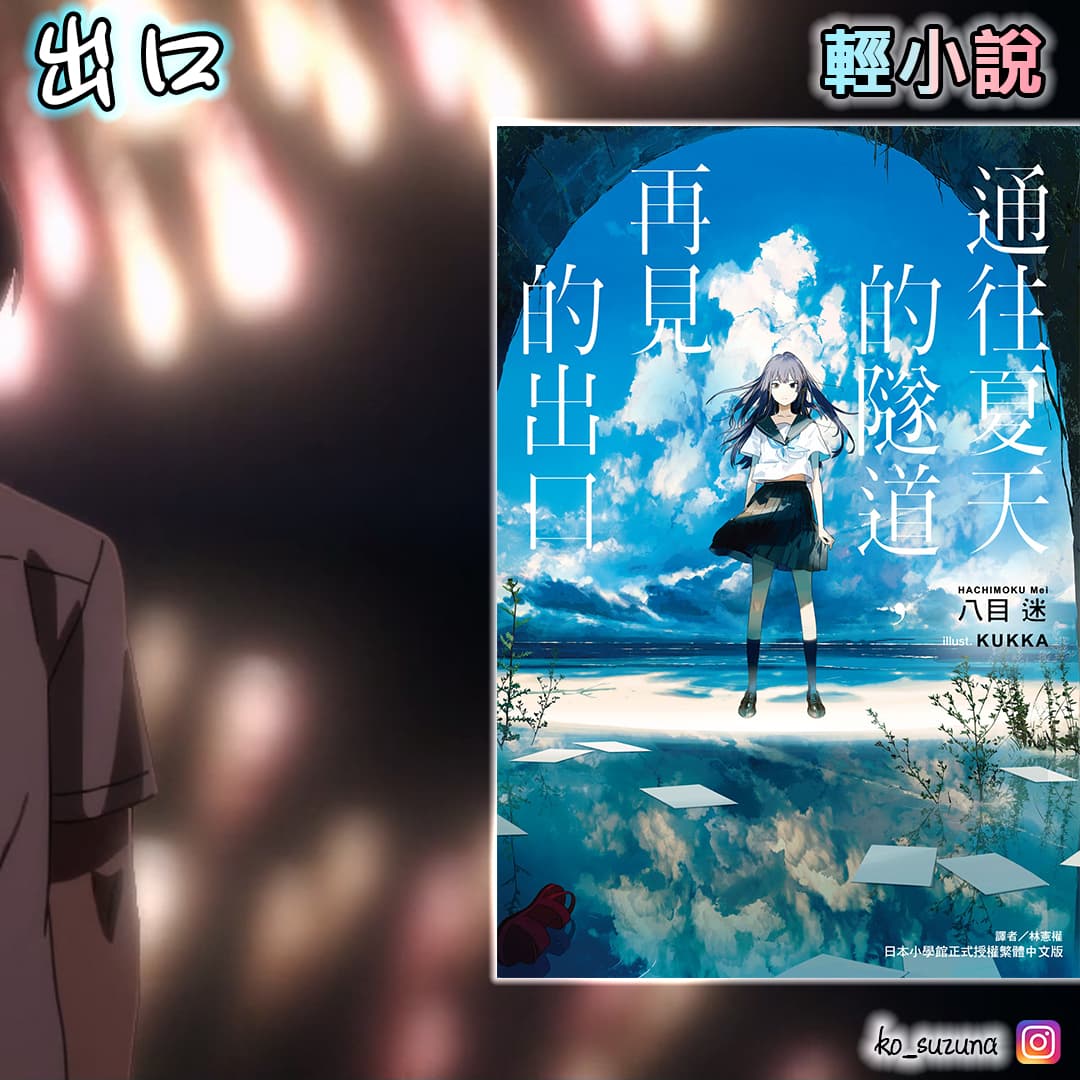 出口
輕小說
通往夏天
的隧道，
再見
的出口
HACHIMOKU Mei
八目 迷
illust. KUKKA
譯者／林憲權
日本小學館正式授權繁體中文版
ko_suzuna